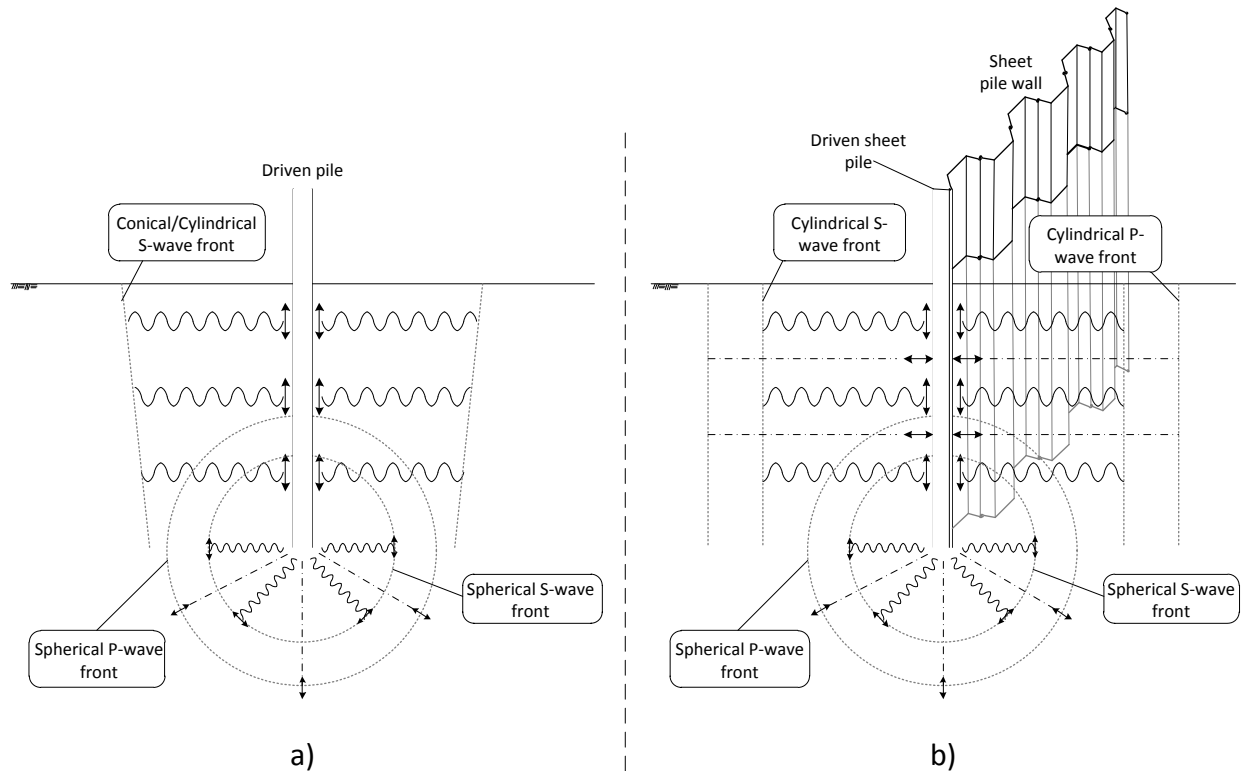 Driven pile
Conical/Cylindrical
S-wave front
Spherical S-wave
front
Spherical P-wave
front
a)
Sheet
pile wall
Driven sheet
pile
Cylindrical S-
wave front
Cylindrical P-
wave front
Spherical S-wave
front
Spherical P-wave
front
b)